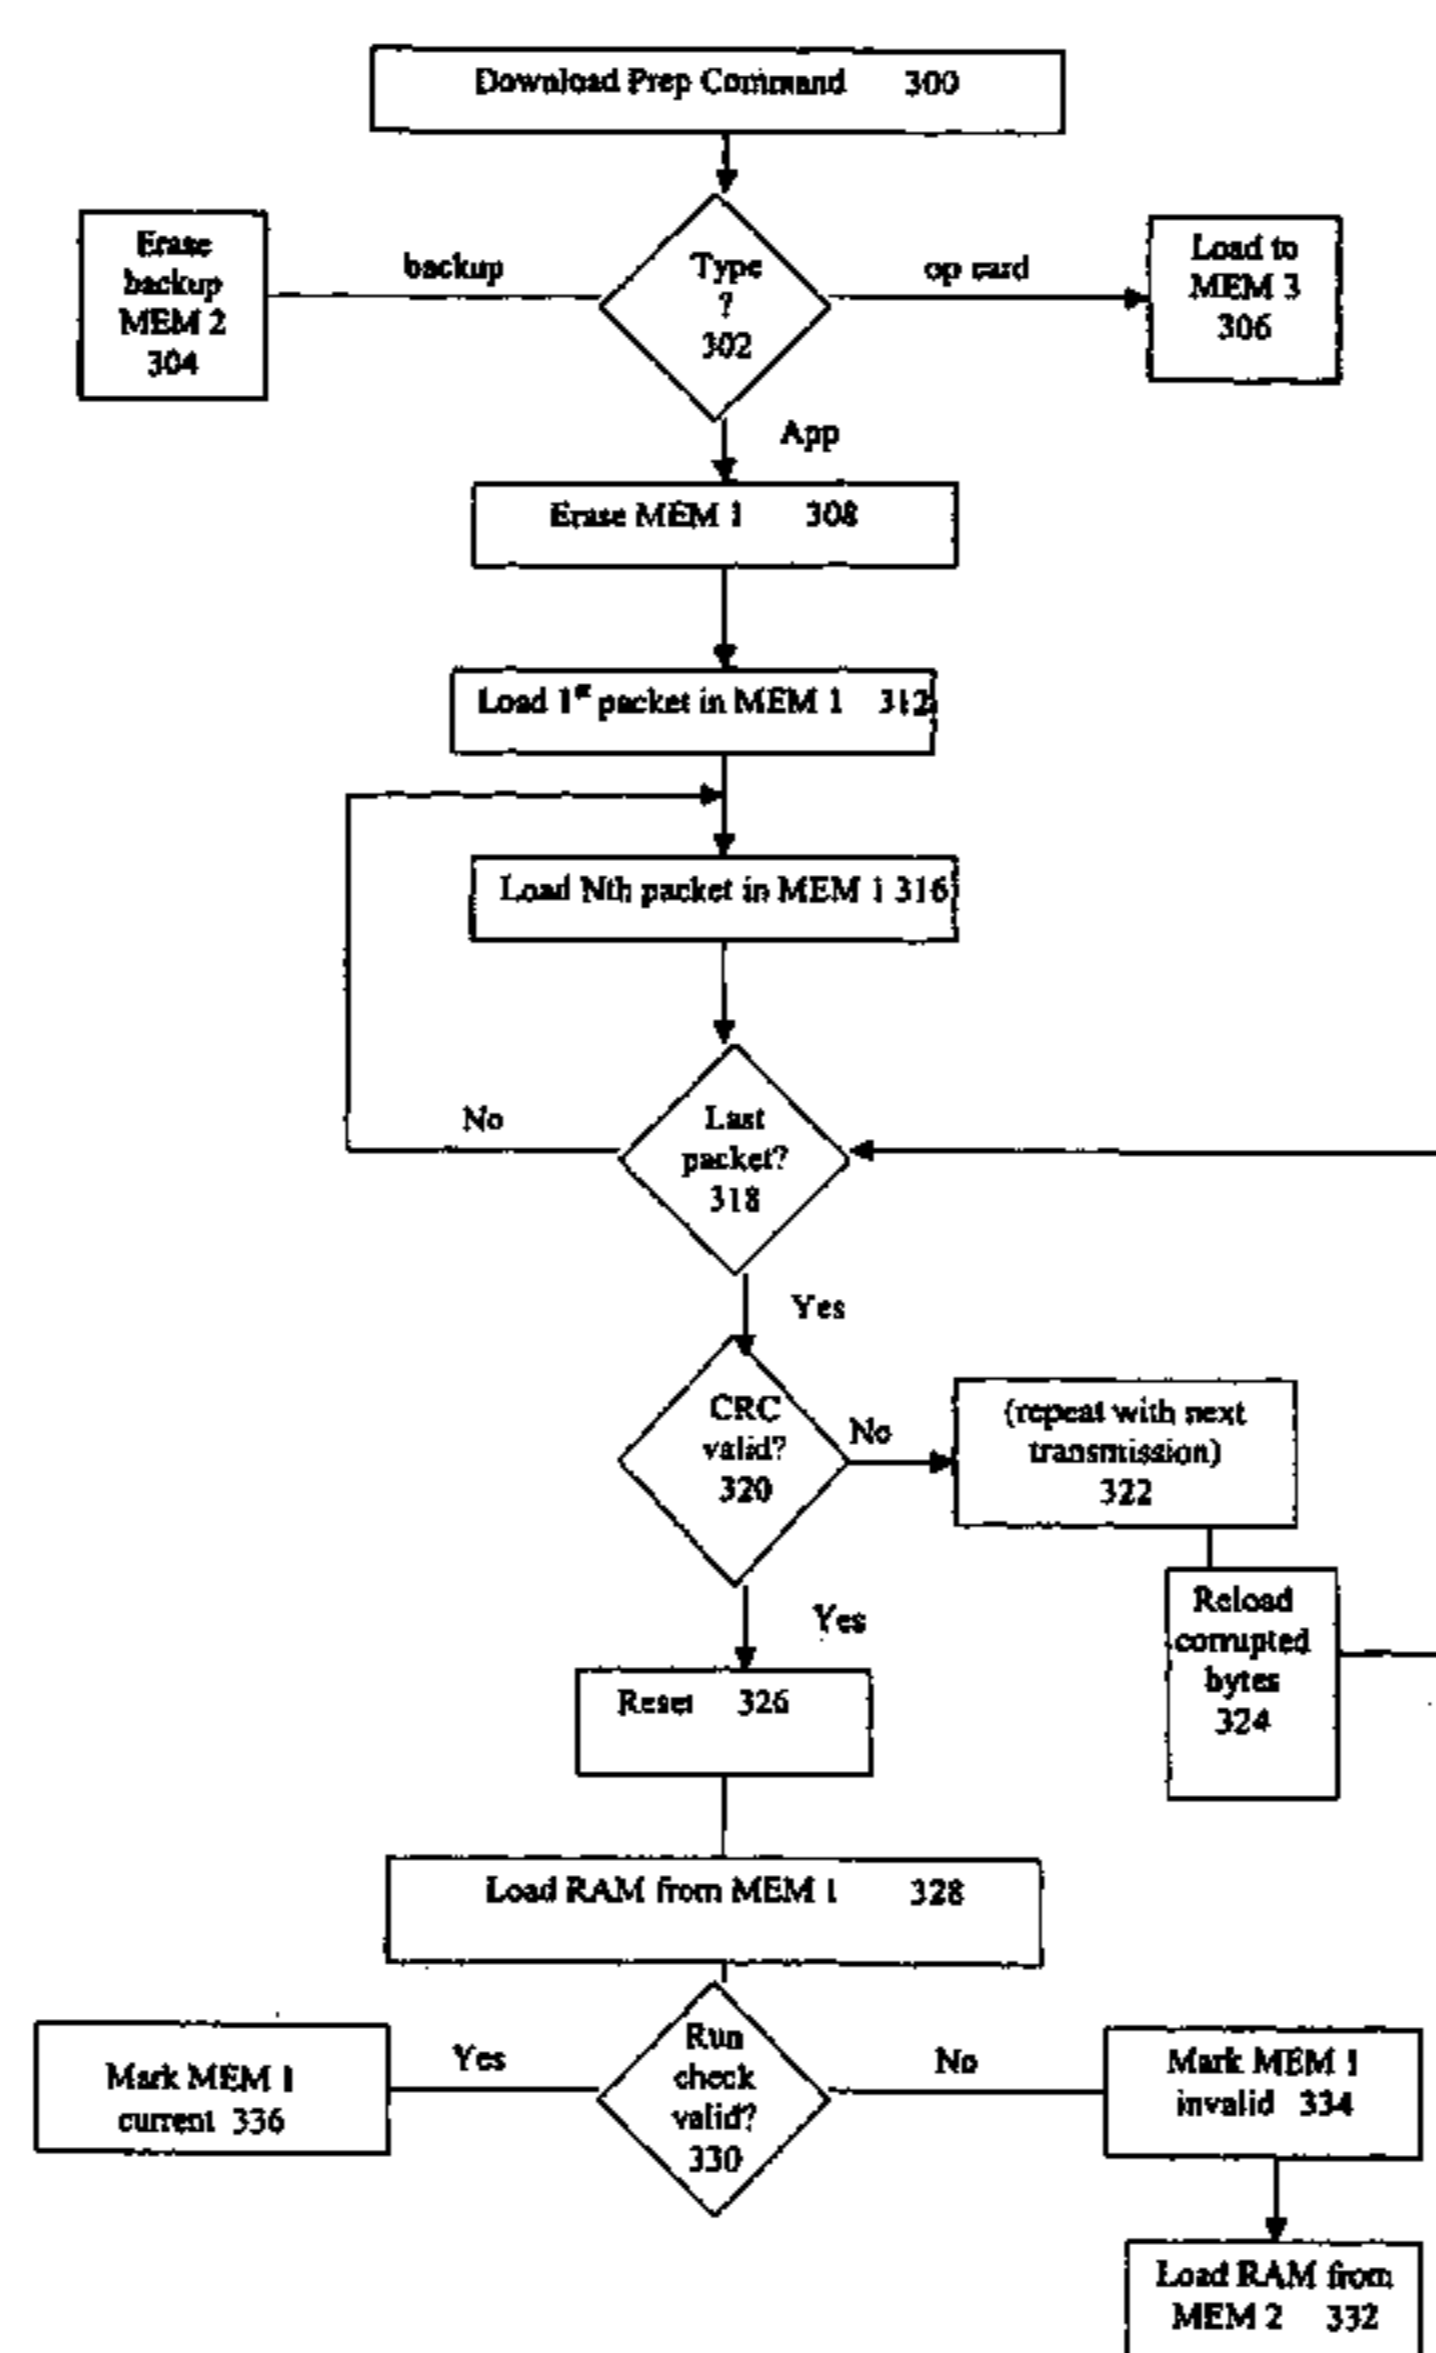 Download Prep Command 300
Erase
backup
MEM 2
304
backup
Type
?
302
op card
Load to
MEM 3
306
App
Erase MEM 1 308
Load 1st packet in MEM 1 312
Load Nth packet in MEM 1 316
No
Last
packet?
318
Yes
CRC
valid?
320
No
(repeat with next
transmission)
322
Yes
Reload
corrupted
bytes
324
Reset 326
Load RAM from MEM 1 328
Mark MEM 1
current 336
Yes
Run
check
valid?
330
No
Mark MEM 1
invalid 334
Load RAM from
MEM 2 332